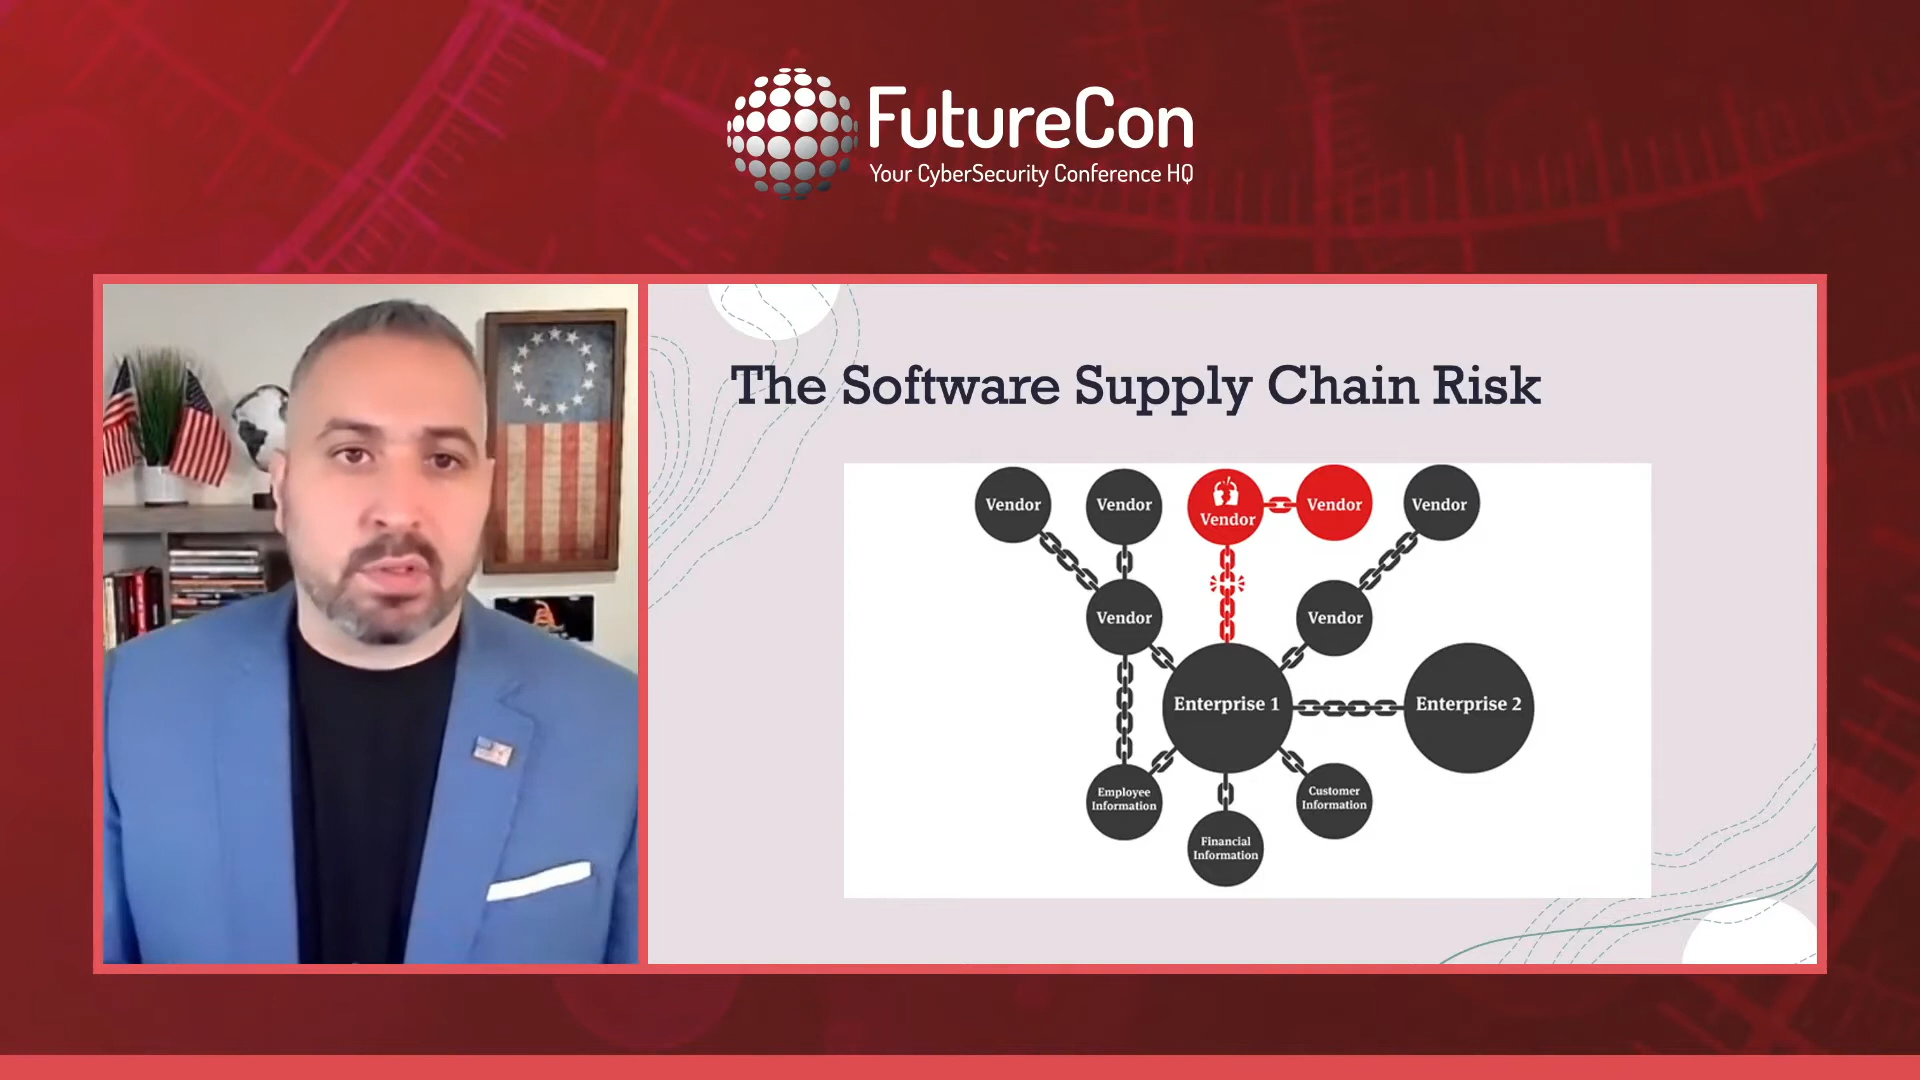 FutureCon
Your CyberSecurity Conference HQ
The Software Supply Chain Risk
Vendor
Vendor
Vendor
Vendor
Vendor
Vendor
Vendor
Enterprise 1
Enterprise 2
Employee
Information
Customer
Information
Financial
Information